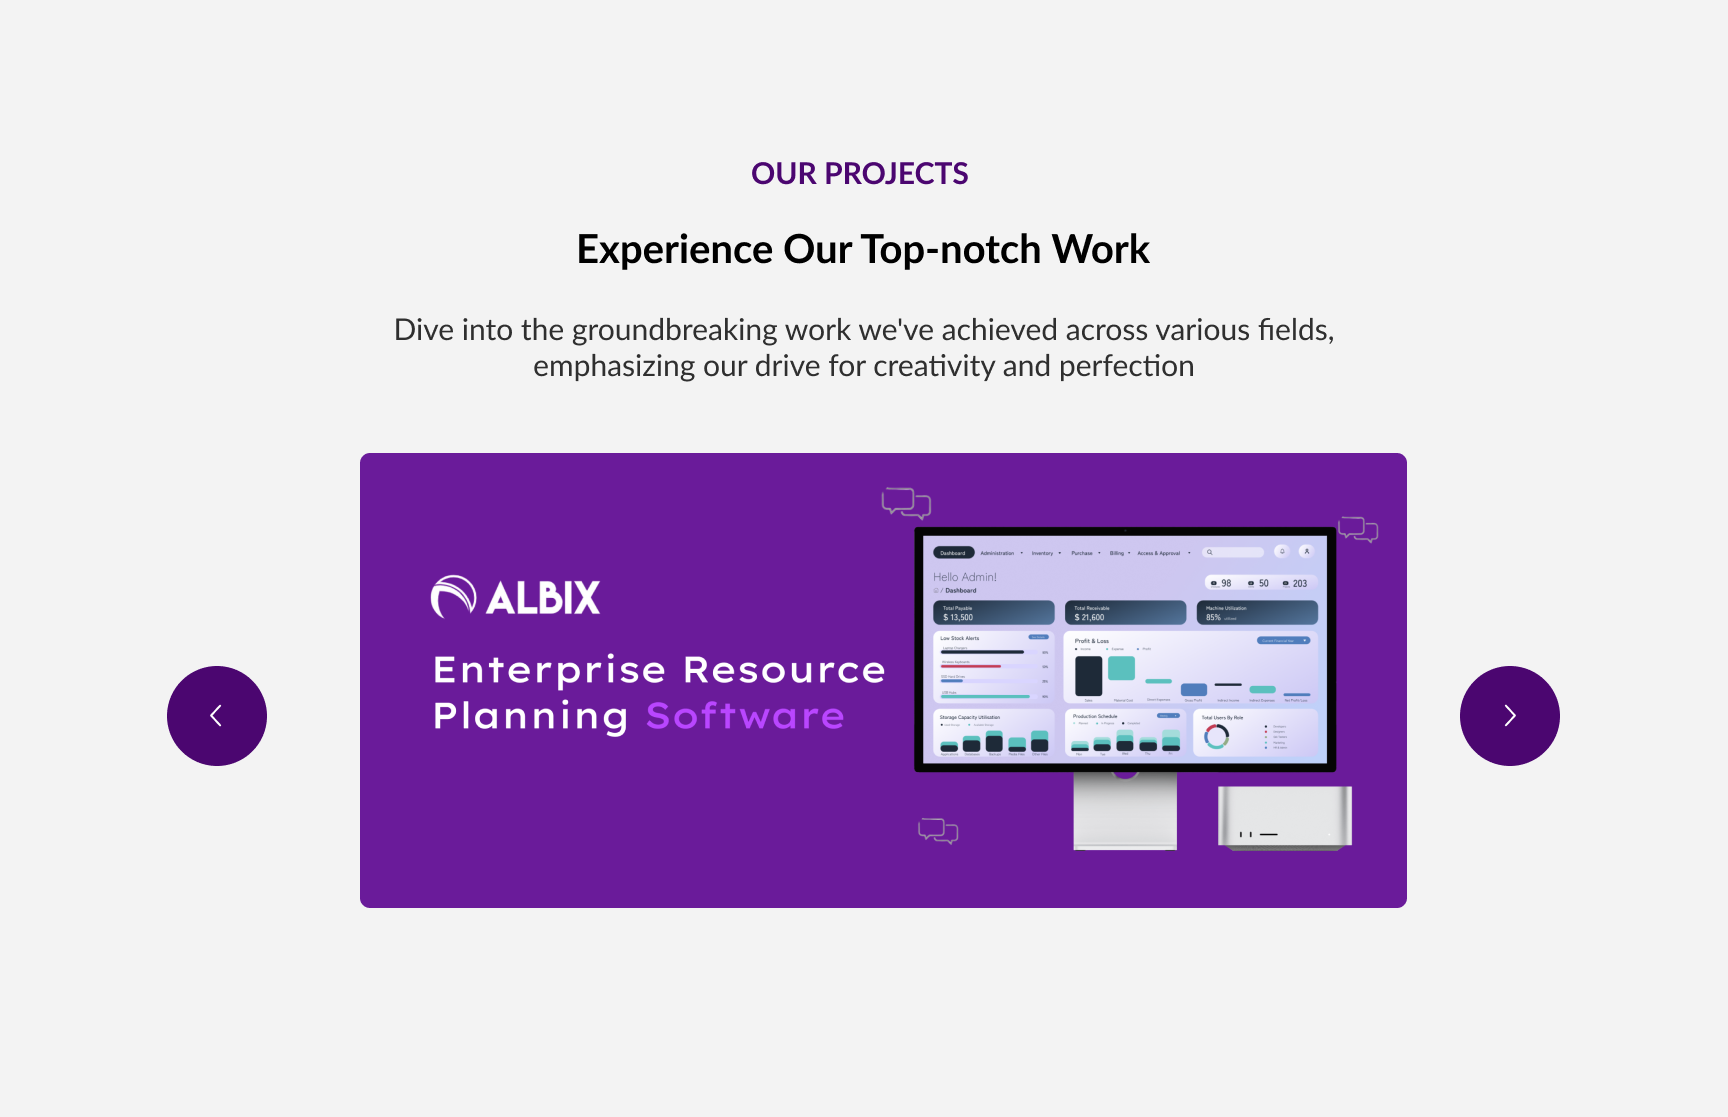 OUR PROJECTS
Experience Our Top-notch Work
Dive into the groundbreaking work we've achieved across various fields,
emphasizing our drive for creativity and perfection
ALBIX
Enterprise Resource
Planning Software
Dashboard Administration Inventory Purchase Billing Access & Approval
Hello Admin!
/ Dashboard
98 50 203
Total Payable
$ 13,500
Total Receivable
$ 21,600
Machine Utilisation
85%
Low Stock Alerts
Profit & Loss
Storage Capacity Utilisation
Production Schedule
Total Users By Role